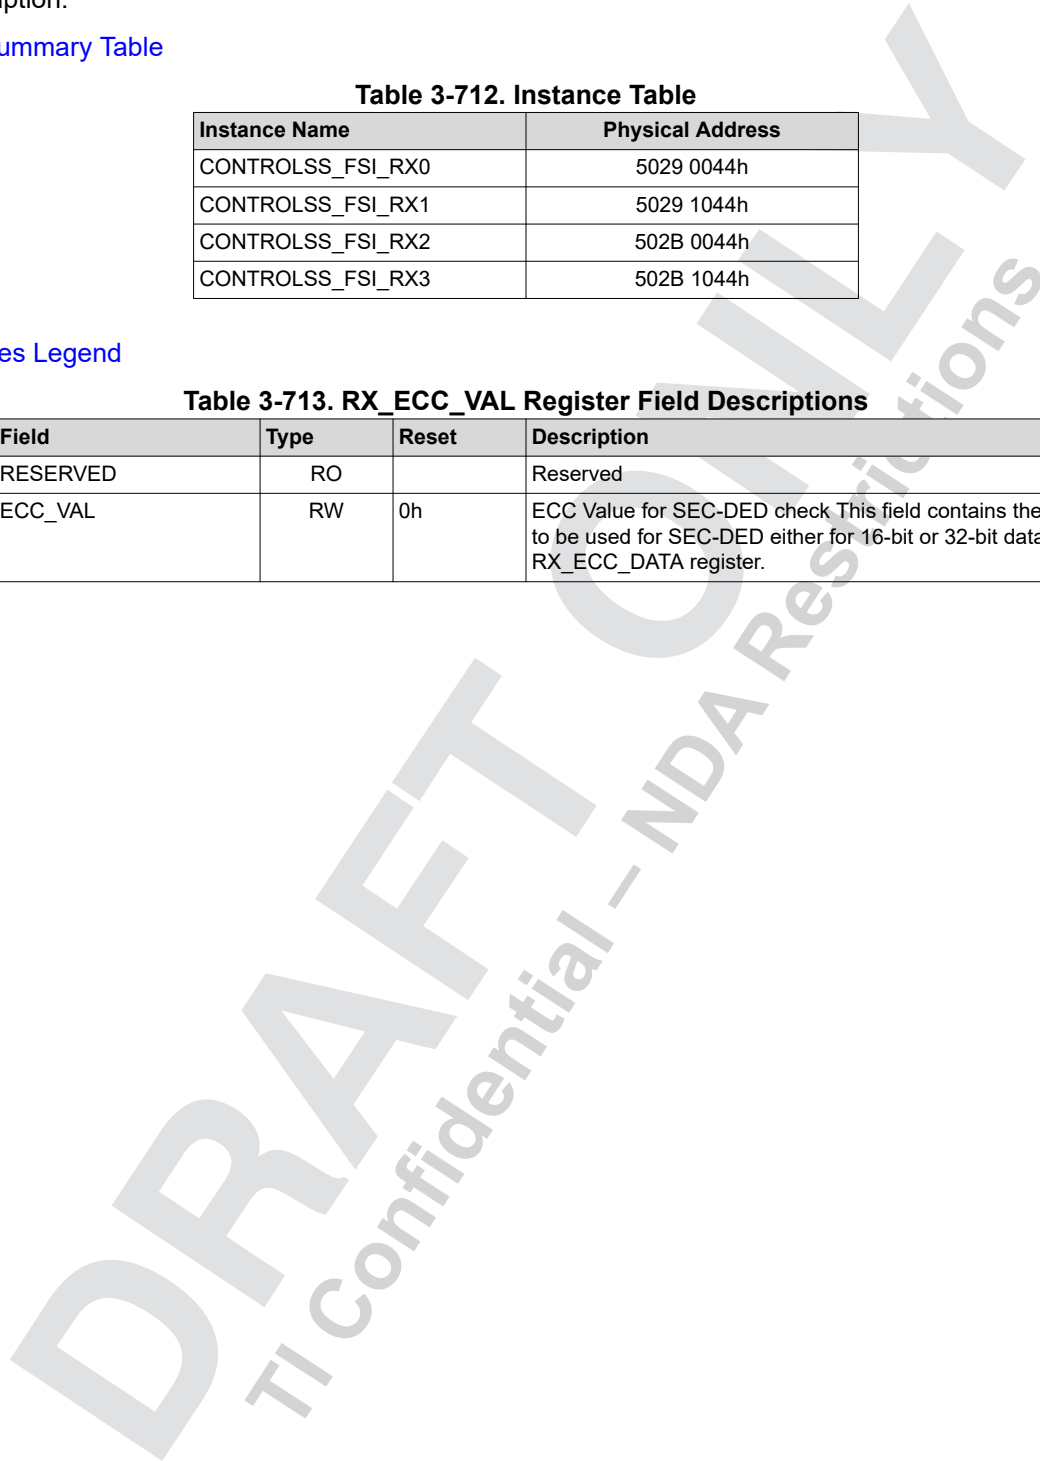 ption.
ummary Table
Table 3-712. Instance Table
Instance Name Physical Address
CONTROLSS_FSI_RX0 5029 0044h
CONTROLSS_FSI_RX1 5029 1044h
CONTROLSS_FSI_RX2 502B 0044h
CONTROLSS_FSI_RX3 502B 1044h
es Legend
Table 3-713. RX_ECC_VAL Register Field Descriptions
Field Type Reset Description
RESERVED RO Reserved
ECC_VAL RW 0h ECC Value for SEC-DED check This field contains the
to be used for SEC-DED either for 16-bit or 32-bit data
RX_ECC_DATA register.
DRAFT ONLY
TI Confidential – NDA Restrictions